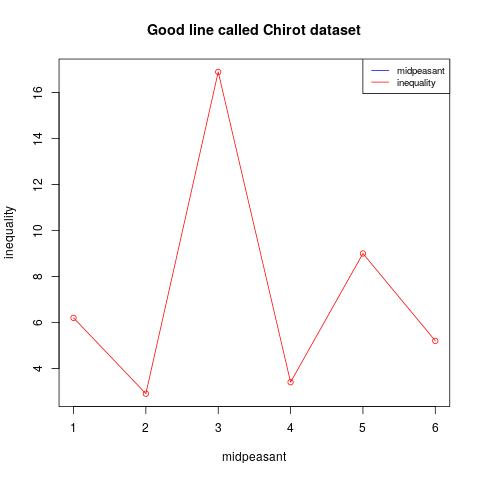 Good line called Chirot dataset
midpeasant
inequality
16
14
12
10
8
6
4
inequality
1 2 3 4 5 6
midpeasant